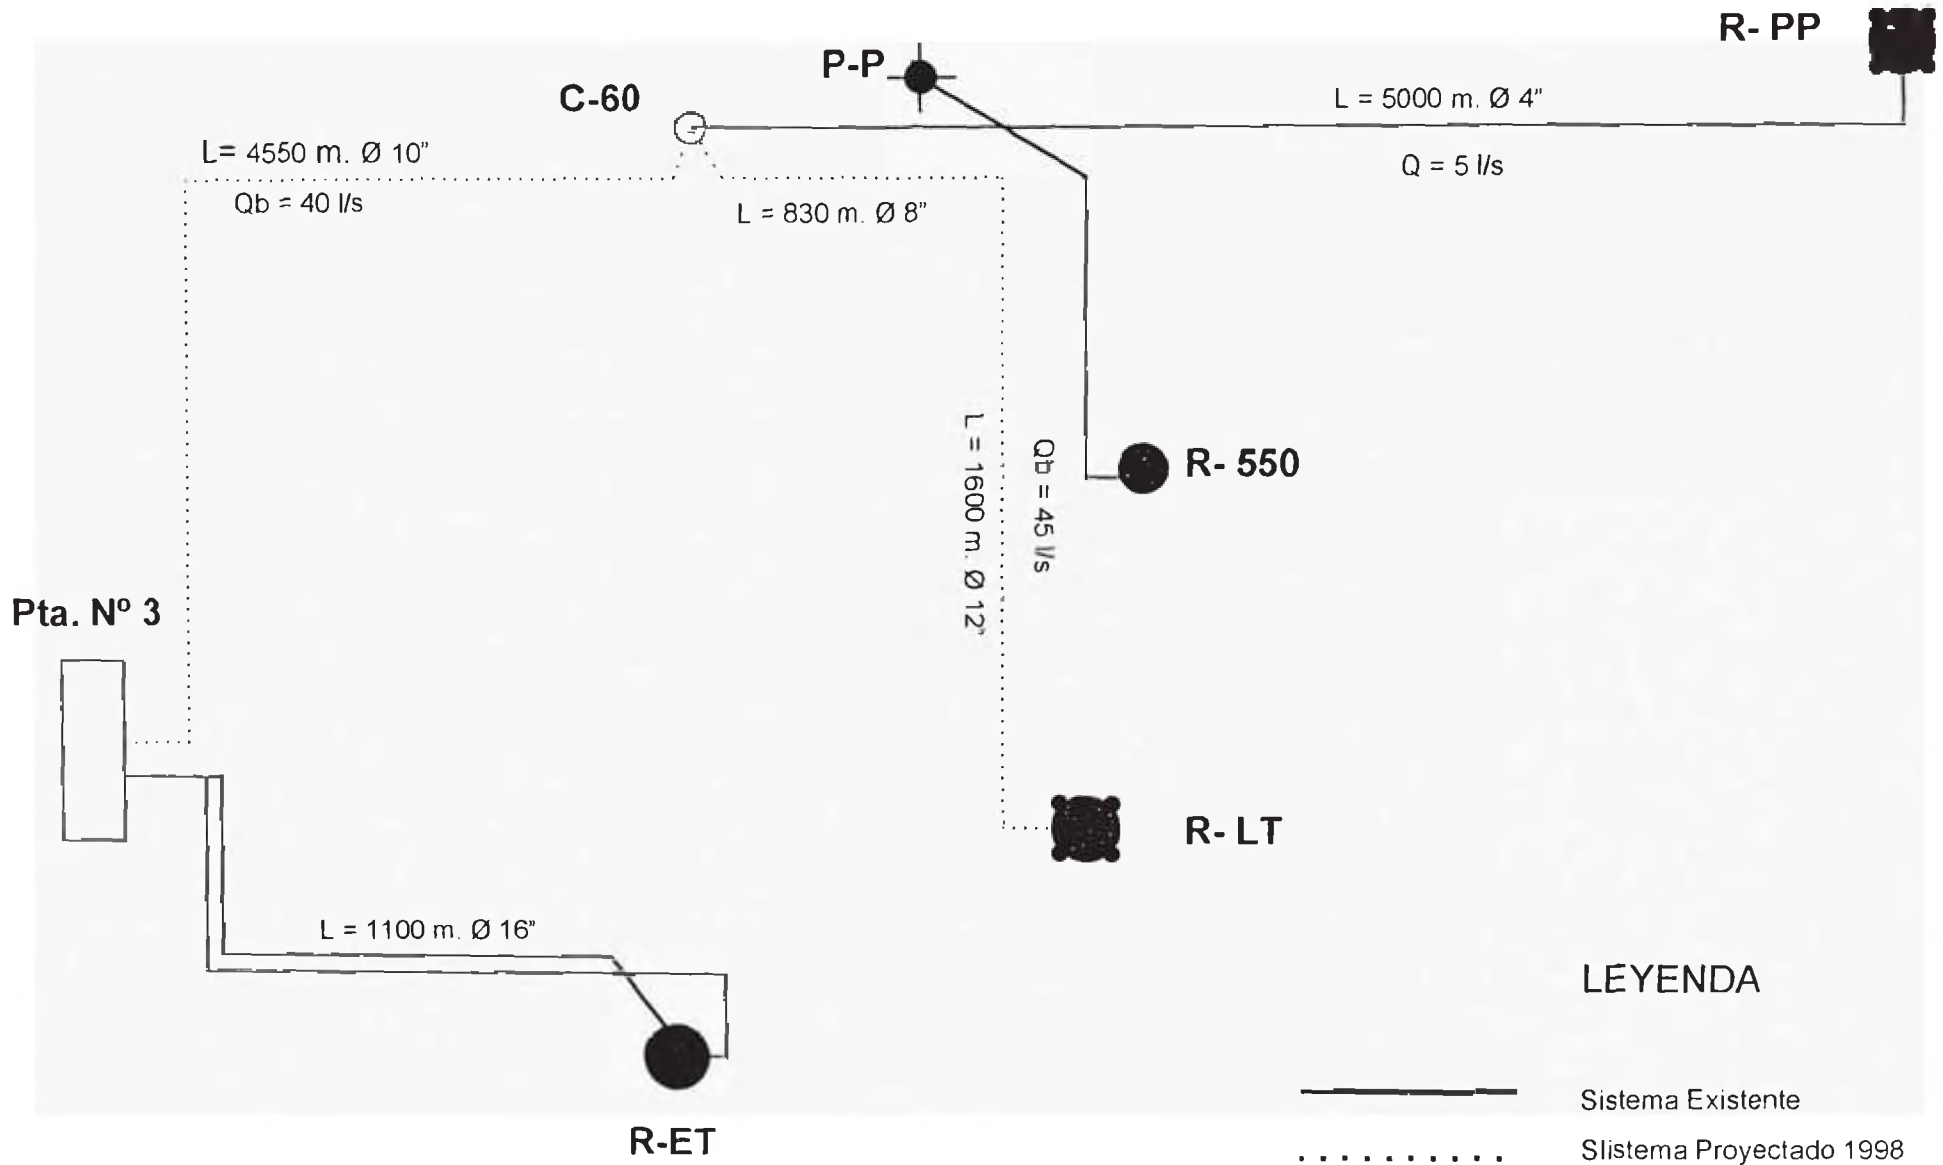 R- PP
P-P
C-60
L = 5000 m. Ø 4"
L= 4550 m. Ø 10"
Q = 5 l/s
Qb = 40 l/s
L = 830 m. Ø 8"
L = 1600 m. Ø 12"
Qb = 45 l/s
R- 550
Pta. Nº 3
R- LT
L = 1100 m. Ø 16"
LEYENDA
Sistema Existente
R-ET
SIistema Proyectado 1998